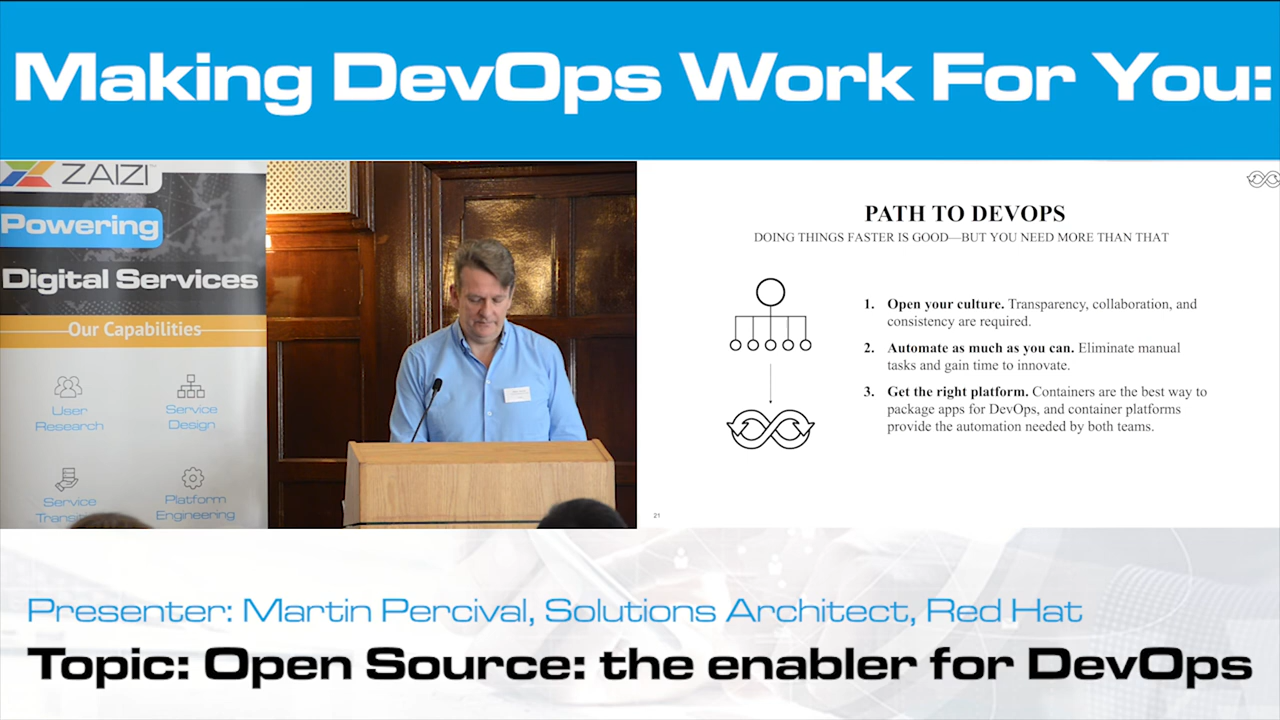 Making DevOps Work For You:
ZAIZI
Powering
Digital Services
Our Capabilities
User
Research
Service
Design
Service
Platform
Engineering
PATH TO DEVOPS
DOING THINGS FASTER IS GOOD—BUT YOU NEED MORE THAN THAT
1. Open your culture. Transparency, collaboration, and
consistency are required.
2. Automate as much as you can. Eliminate manual
tasks and gain time to innovate.
3. Get the right platform. Containers are the best way to
package apps for DevOps, and container platforms
provide the automation needed by both teams.
21
Presenter: Martin Percival, Solutions Architect, Red Hat
Topic: Open Source: the enabler for DevOps